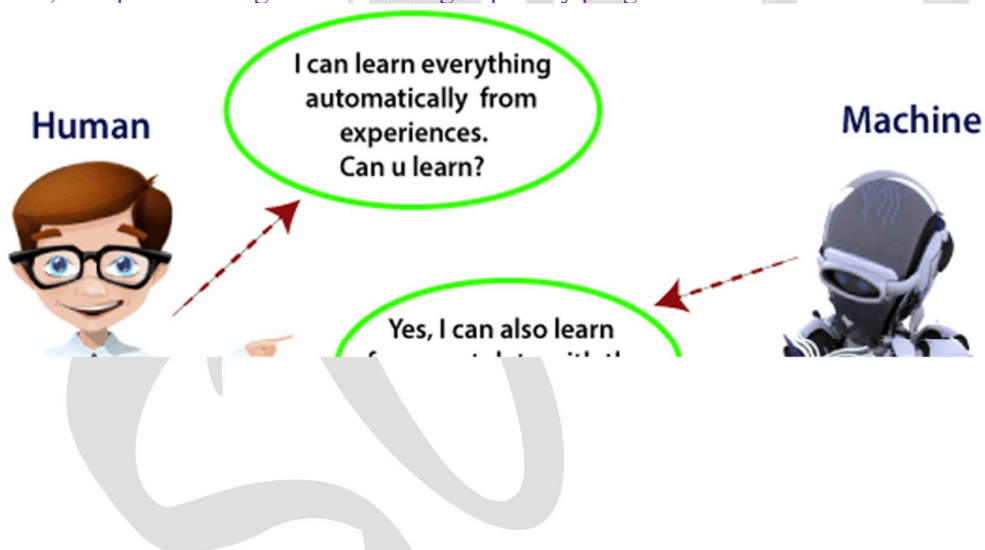 Human
I can learn everything
automatically from
experiences.
Can u learn?
Machine
Yes, I can also learn